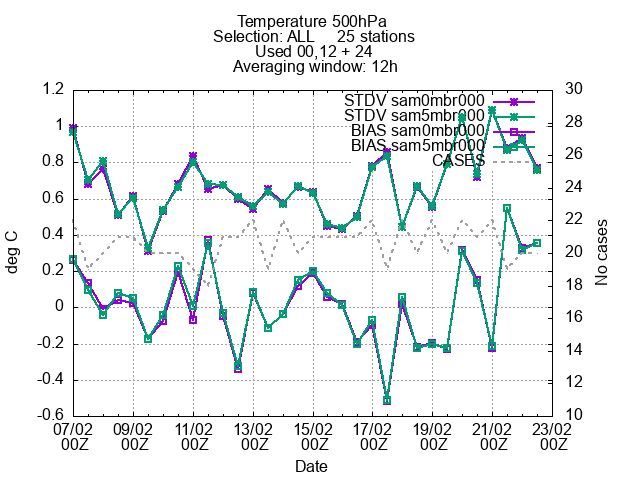 Temperature 500hPa
Selection: ALL 25 stations
Used 00,12 + 24
Averaging window: 12h
STDV sam0mbr000
STDV sam5mbr000
BIAS sam0mbr000
BIAS sam5mbr000
CASES
deg C
1.2
1
0.8
0.6
0.4
0.2
0
-0.2
-0.4
-0.6
No cases
30
28
26
24
22
20
18
16
14
12
10
07/02 09/02 11/02 13/02 15/02 17/02 19/02 21/02 23/02
00Z 00Z 00Z 00Z 00Z 00Z 00Z 00Z 00Z
Date